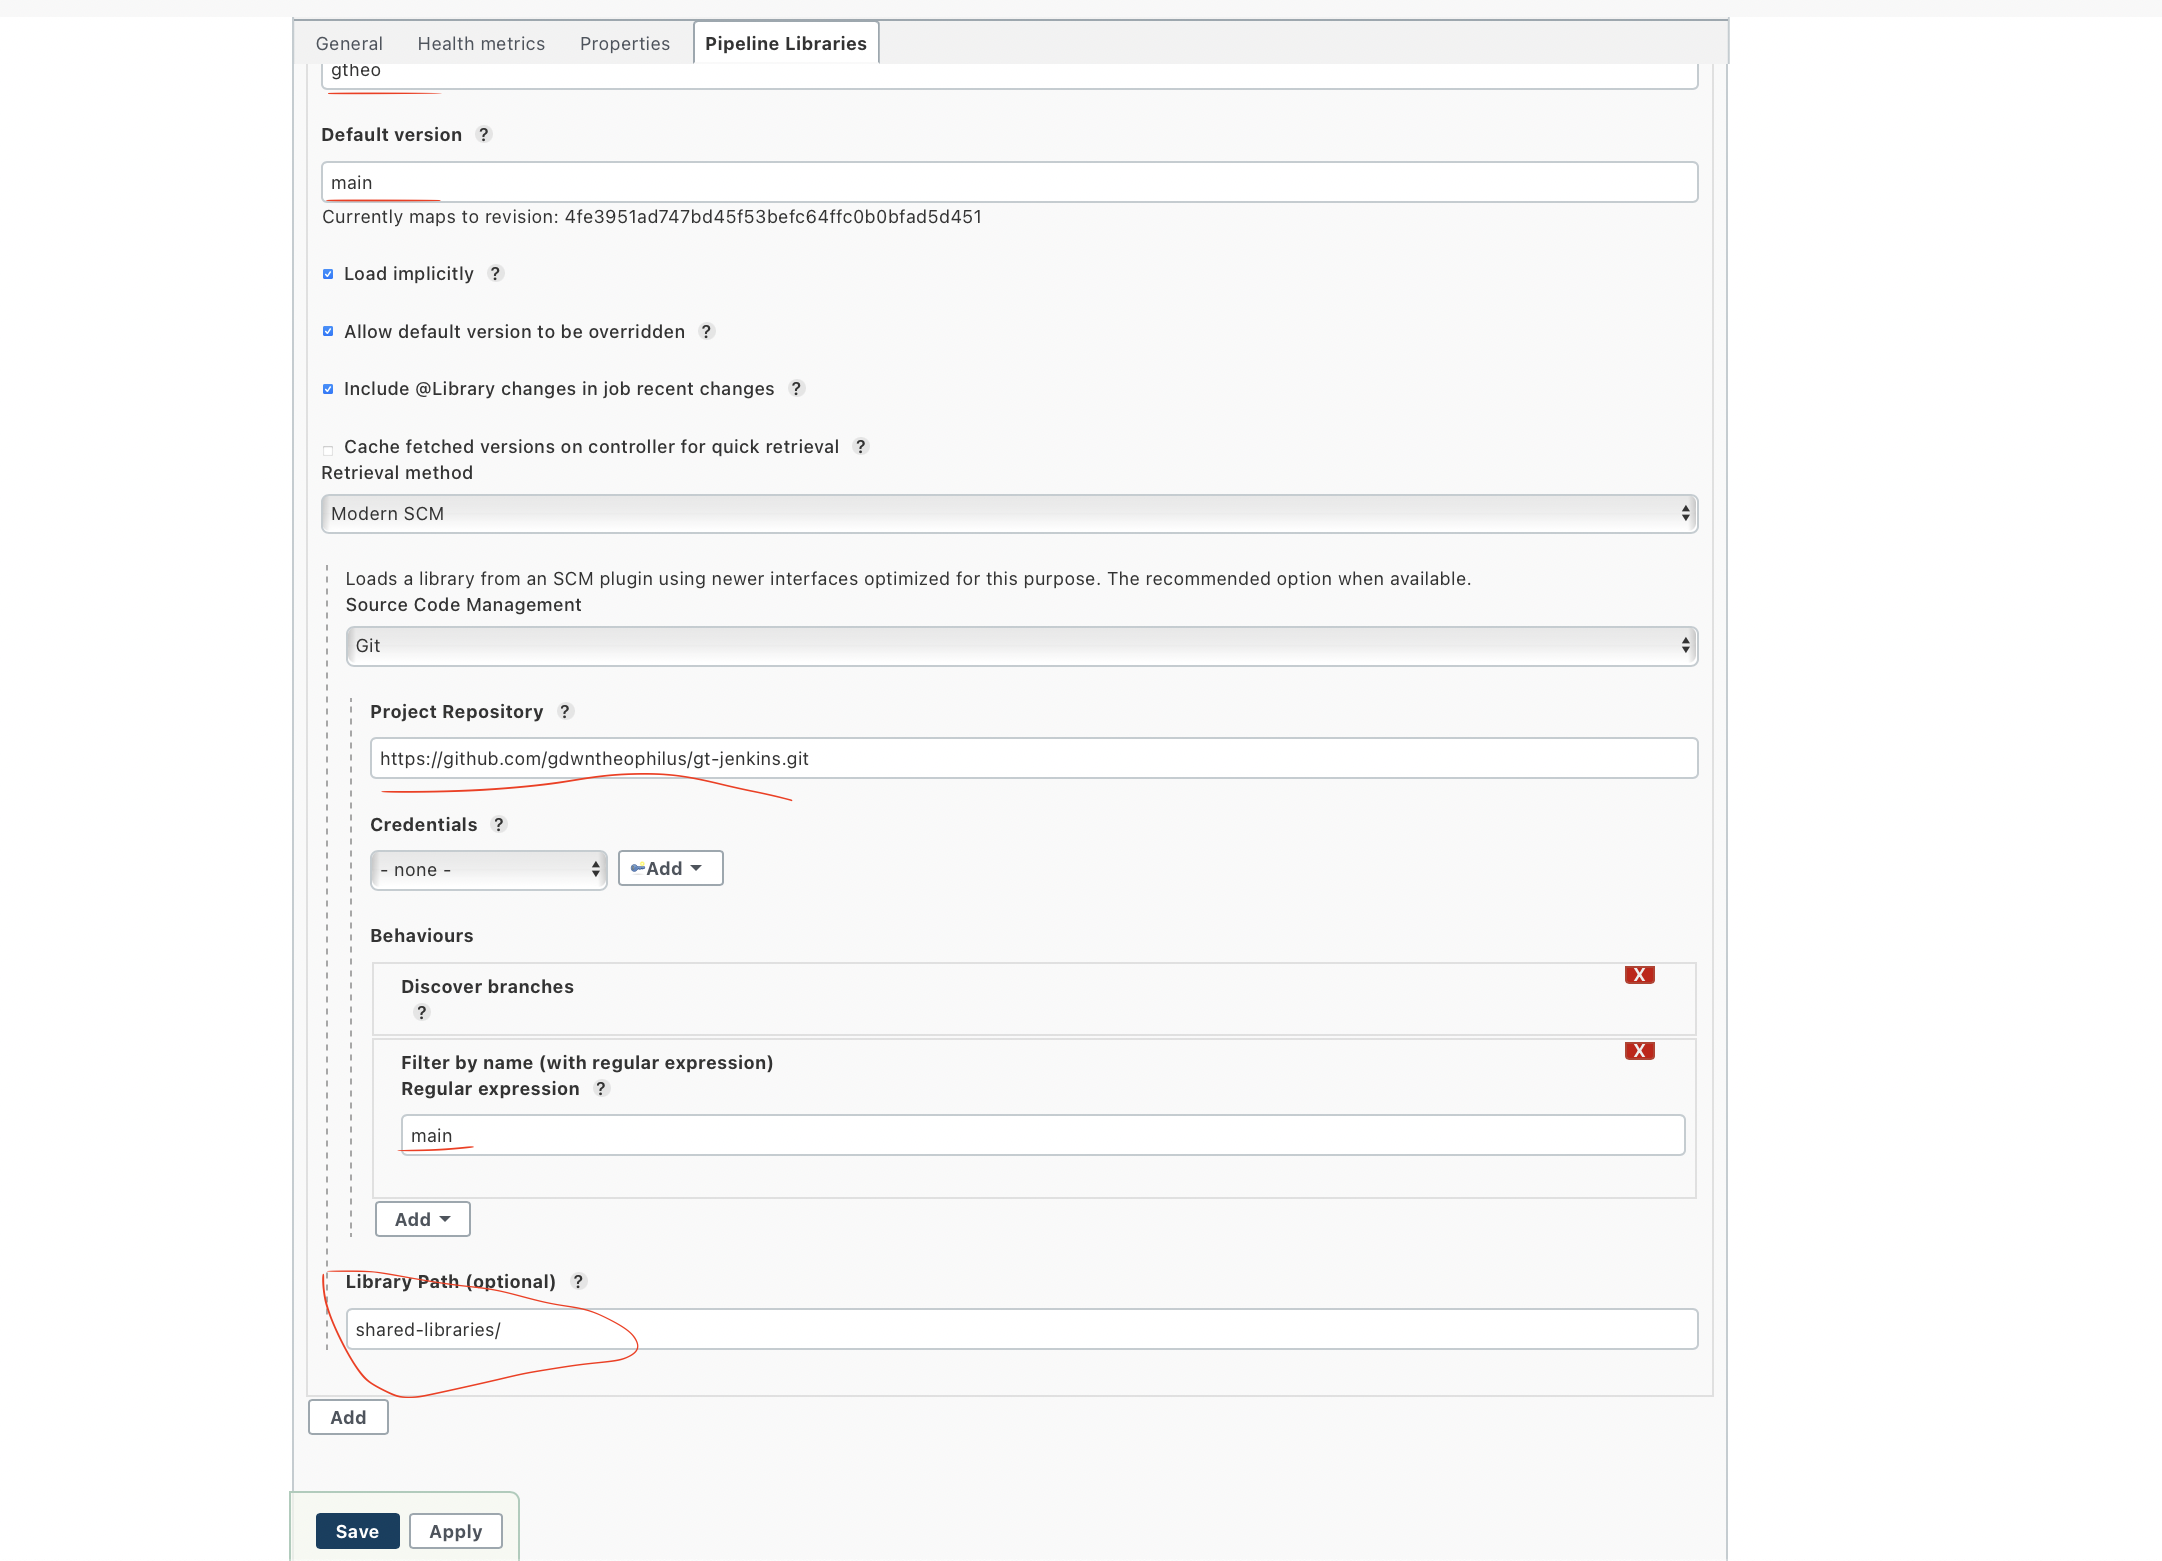 General Health metrics Properties Pipeline Libraries
gtheo
Default version ?
main
Currently maps to revision: 4fe3951ad747bd45f53befc64ffc0b0bfad5d451
Load implicitly ?
Allow default version to be overridden ?
Include @Library changes in job recent changes ?
Cache fetched versions on controller for quick retrieval ?
Retrieval method
Modern SCM
Loads a library from an SCM plugin using newer interfaces optimized for this purpose. The recommended option when available.
Source Code Management
Git
Project Repository ?
https://github.com/gdwntheophilus/gt-jenkins.git
Credentials ?
- none - Add
Behaviours
X
Discover branches
?
X
Filter by name (with regular expression)
Regular expression ?
main
Add
Library Path (optional) ?
shared-libraries/
Add
Save Apply